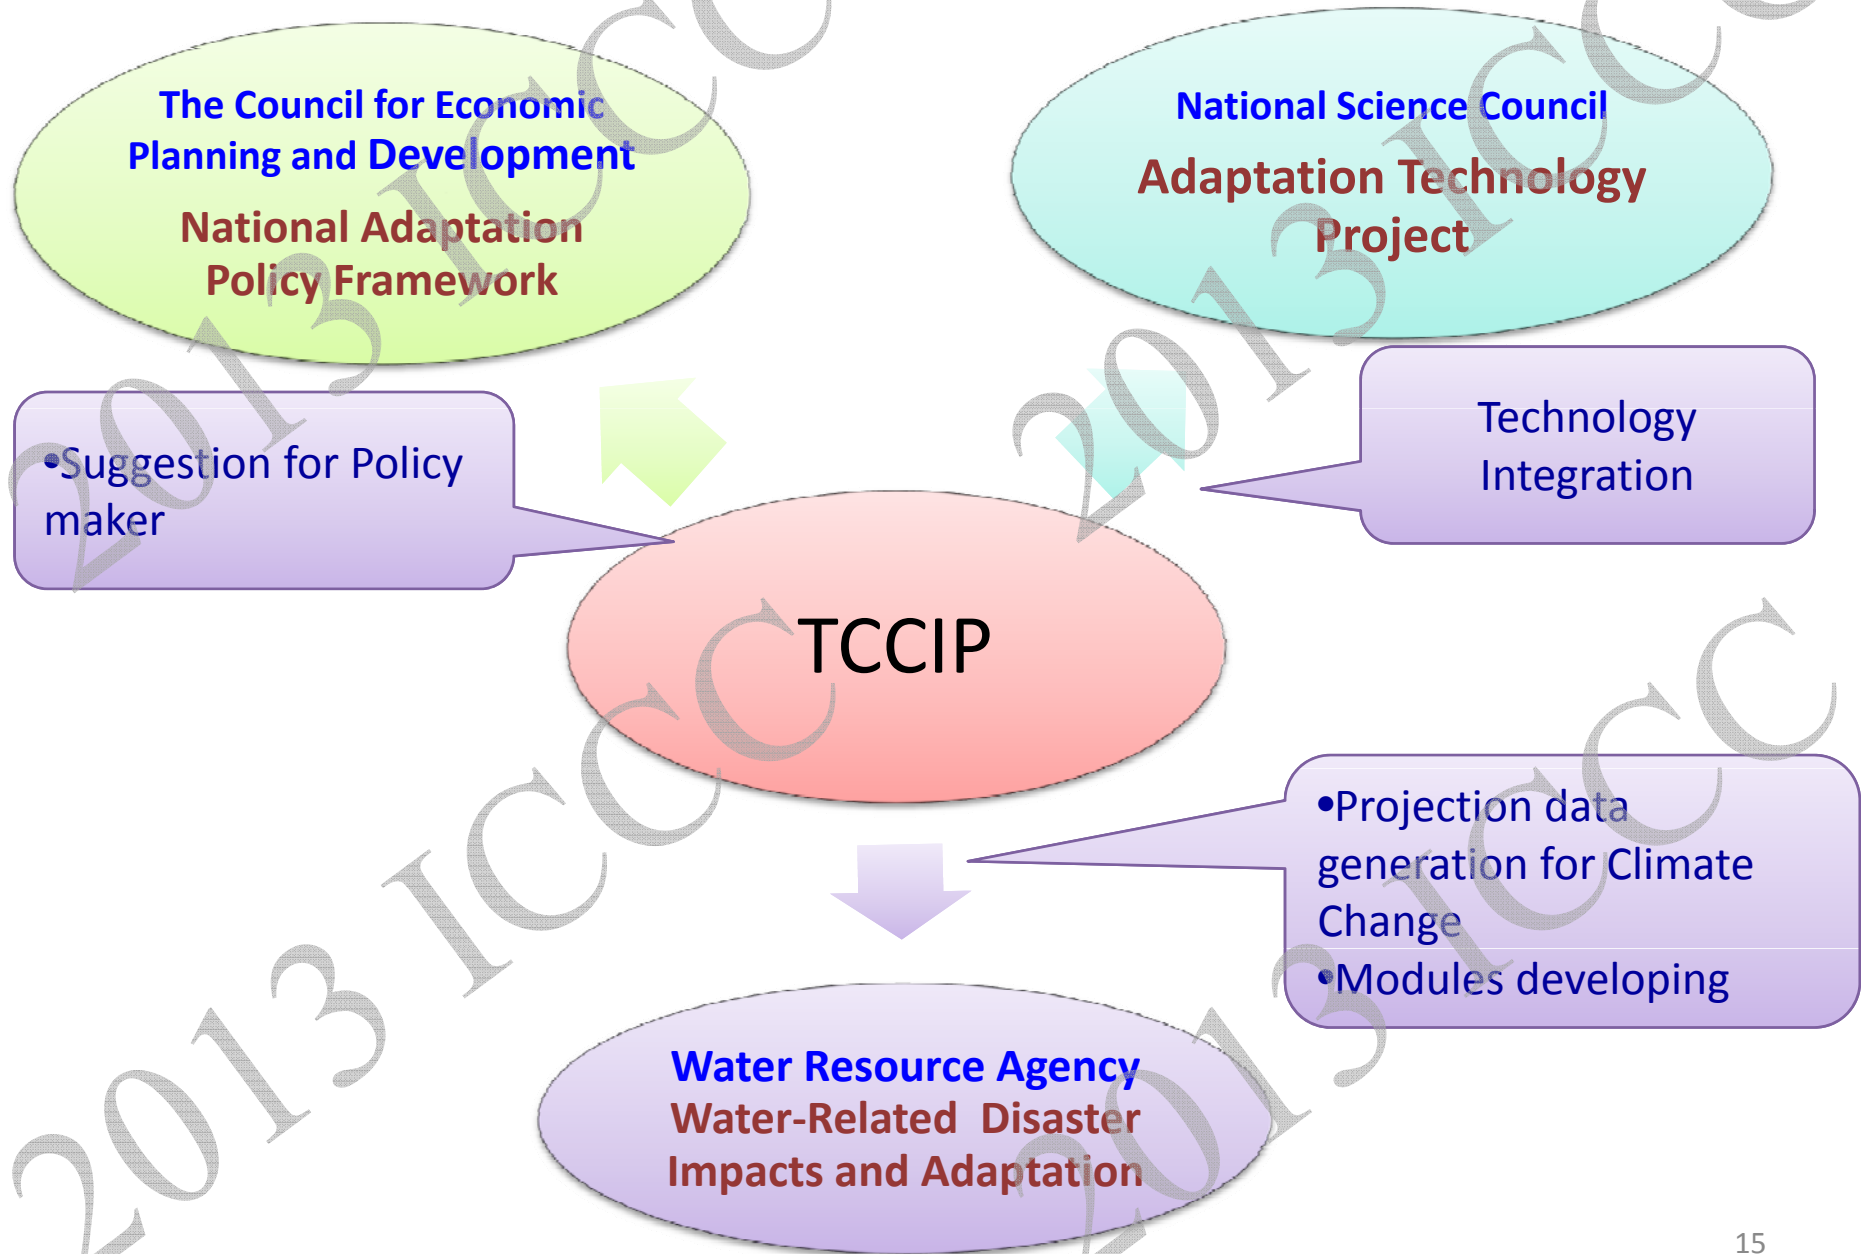 The Council for Economic
Planning and Development
National Adaptation
Policy Framework
National Science Council
Adaptation Technology
Project
•Suggestion for Policy
maker
Technology
Integration
TCCIP
•Projection data
generation for Climate
Change
•Modules developing
Water Resource Agency
Water-Related Disaster
Impacts and Adaptation
15
2013 ICCC
2013 ICCC
2013 ICCC
2013 ICCC